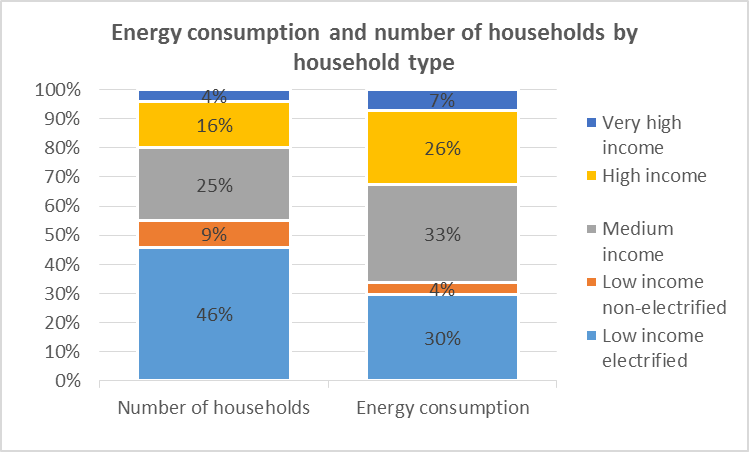 Energy consumption and number of households by
household type
100%
90%
80%
70%
60%
50%
40%
30%
20%
10%
0%
4%
16%
25%
9%
46%
7%
26%
33%
4%
30%
Number of households
Energy consumption
Very high
income
High income
Medium
income
Low income
non-electrified
Low income
electrified